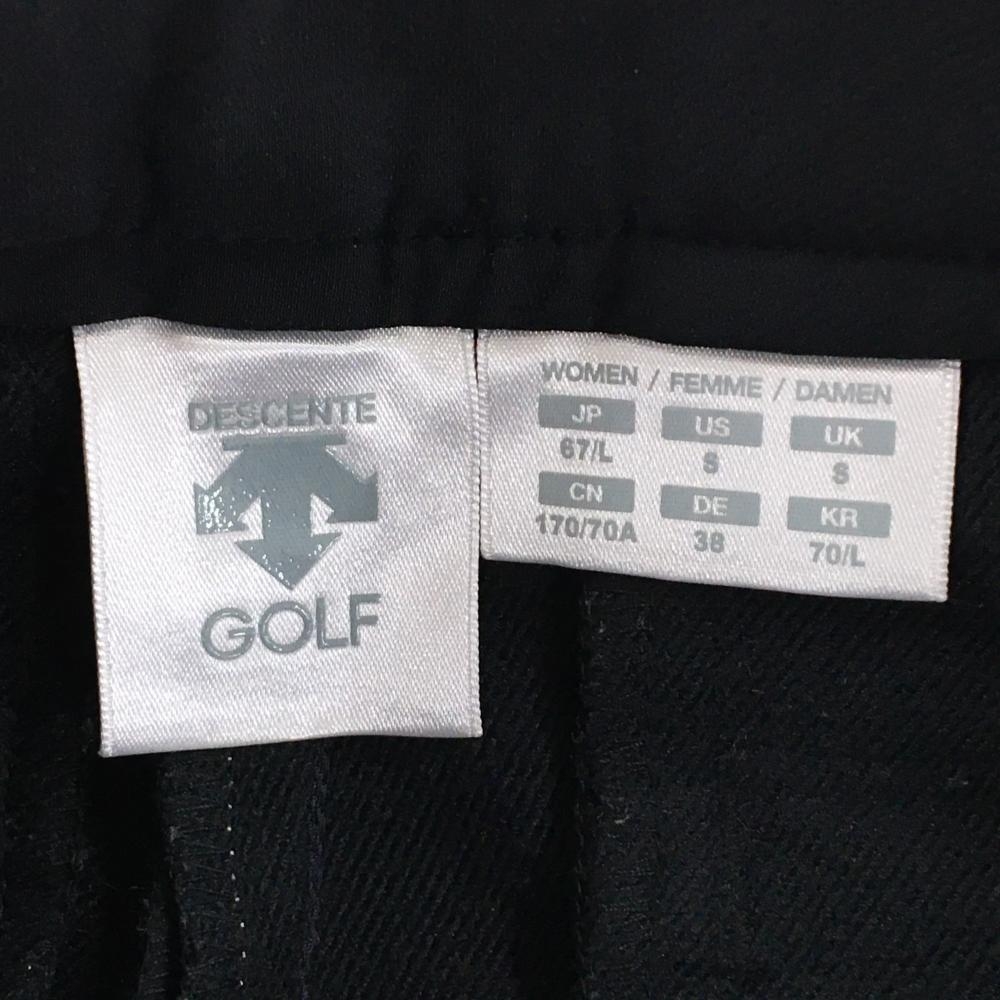 DESCENTE
GOLF
WOMEN / FEMME / DAMEN
JP US UK
67/L S S
CN DE KR
170/70A 38 70/L